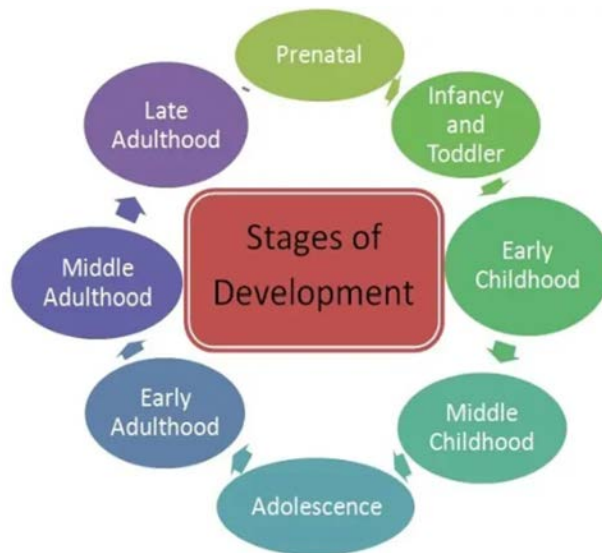 Prenatal
Infancy
and
Toddler
Early
Childhood
Middle
Childhood
Adolescence
Early
Adulthood
Middle
Adulthood
Late
Adulthood
Stages of
Development